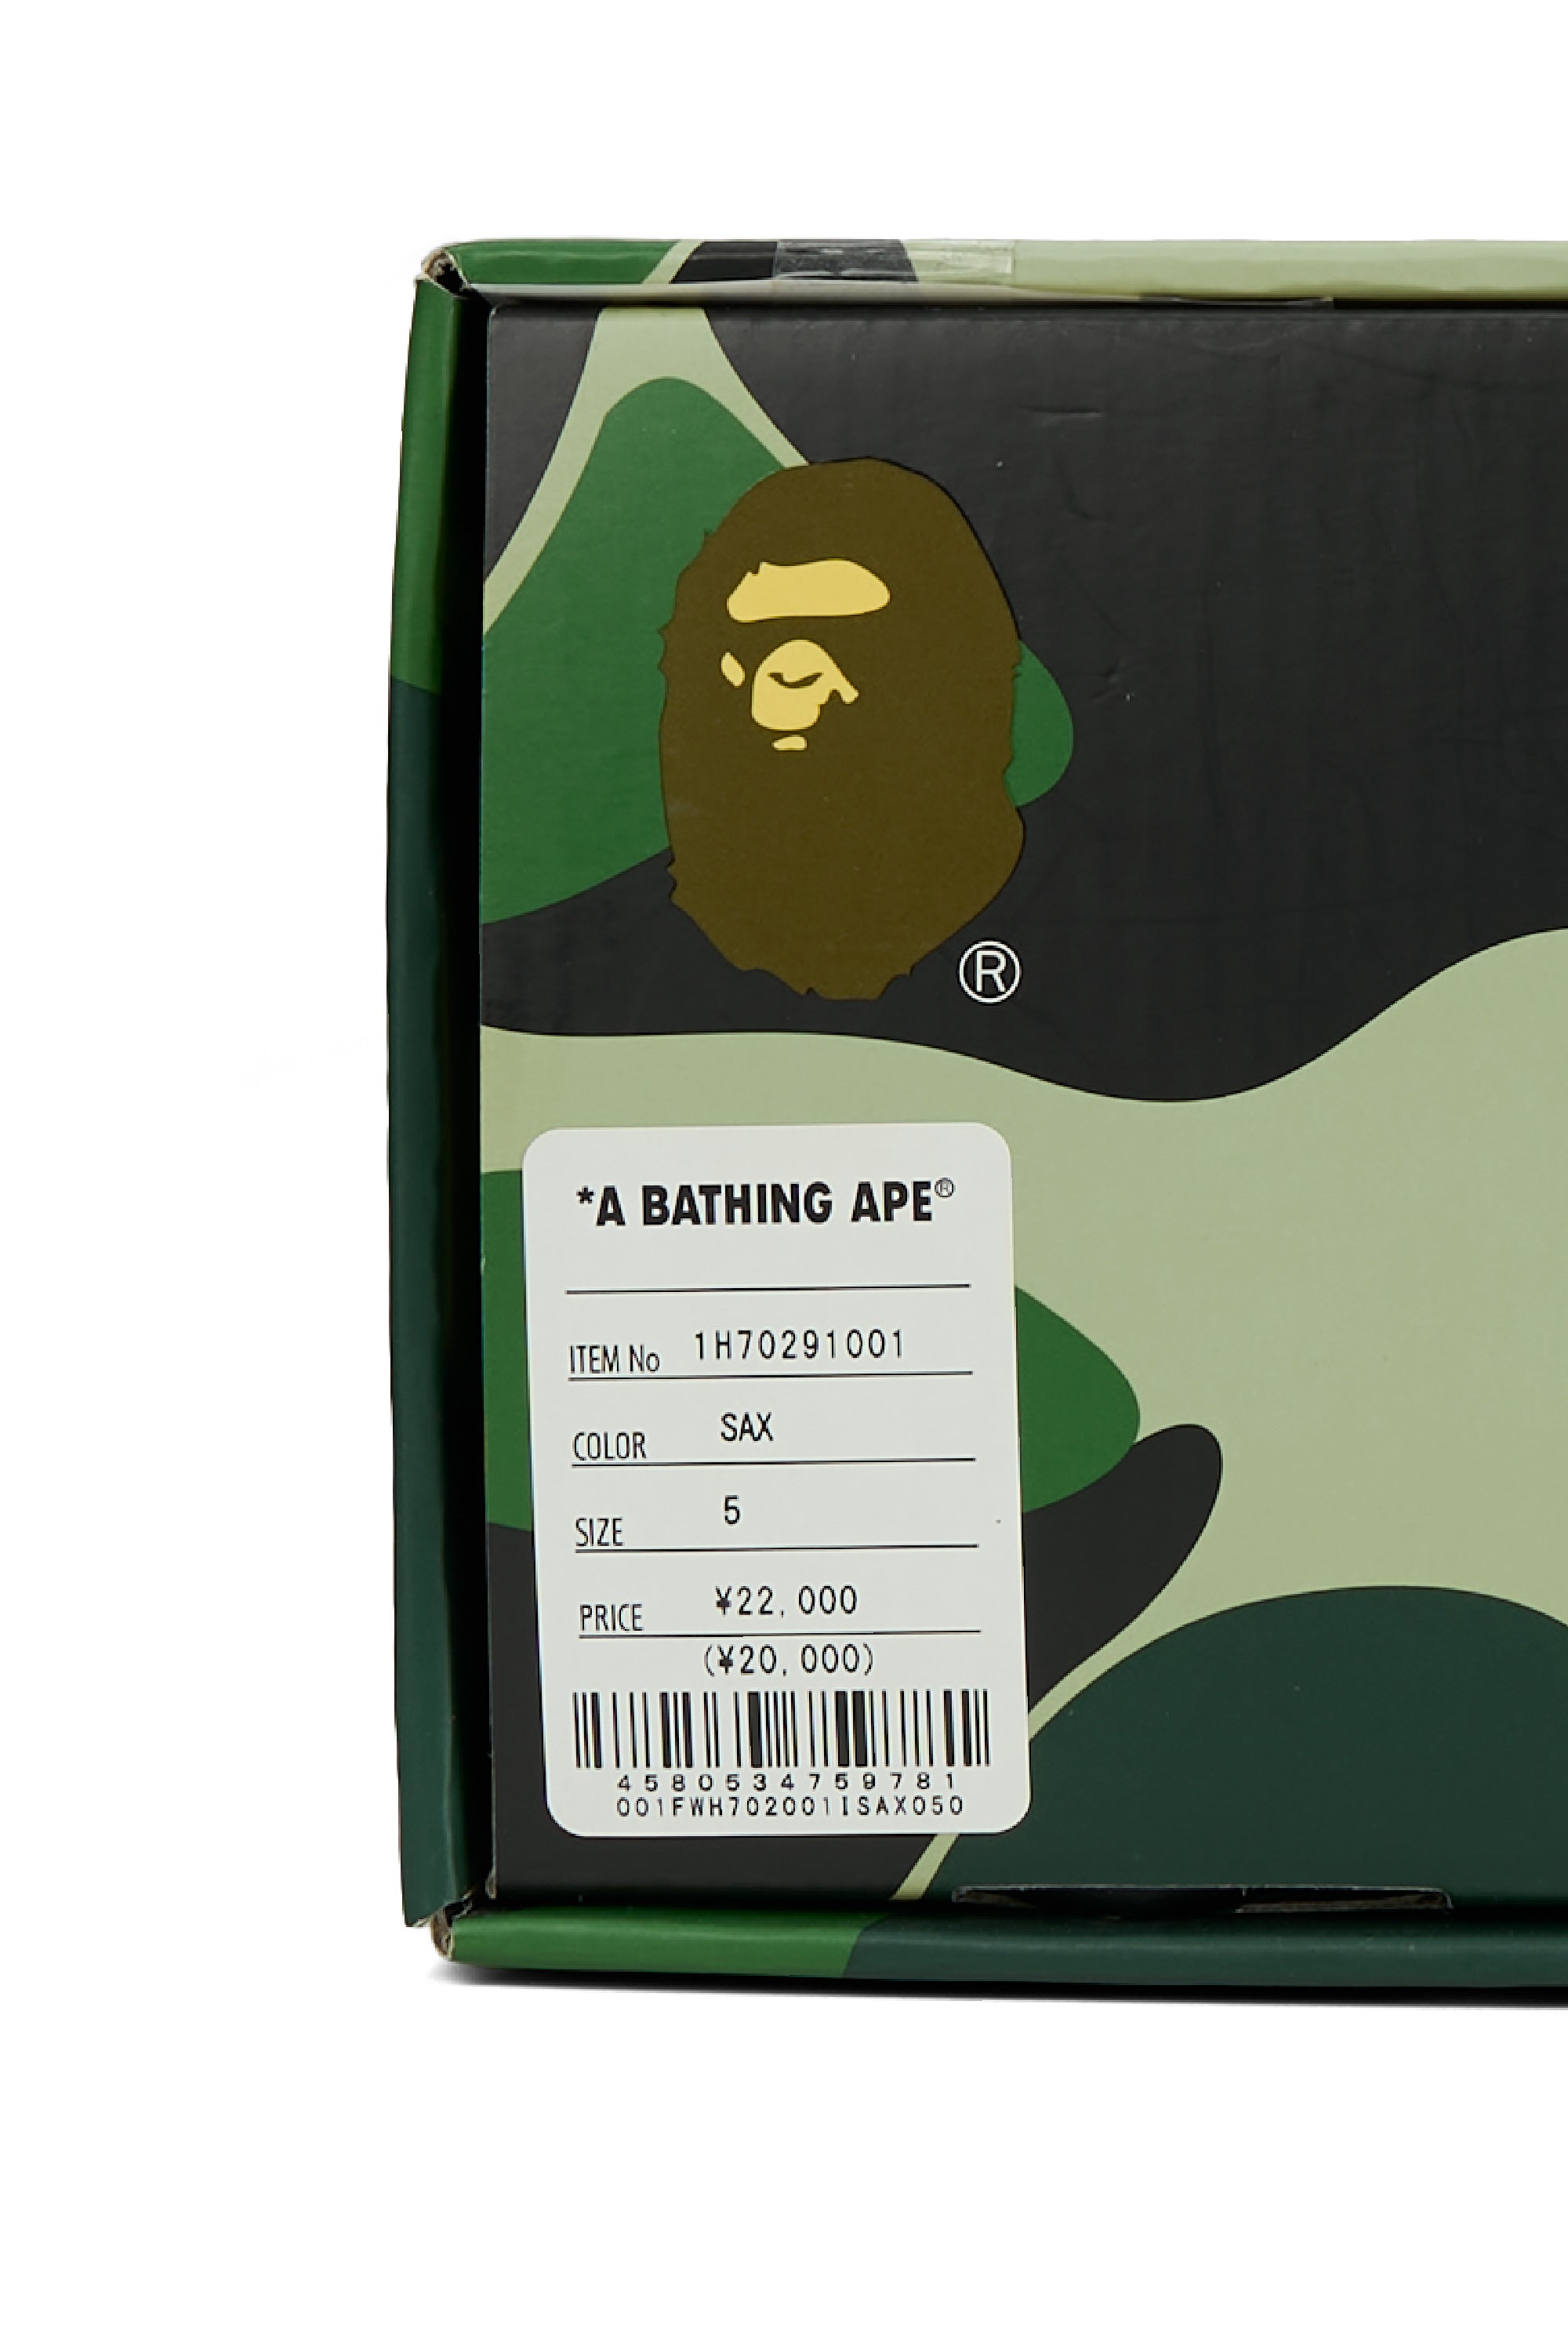 ®
*A BATHING APE®
ITEM No 1H70291001
COLOR SAX
SIZE 5
PRICE ¥22,000
(¥20,000)
4580534759781
001FWH702001ISAX050